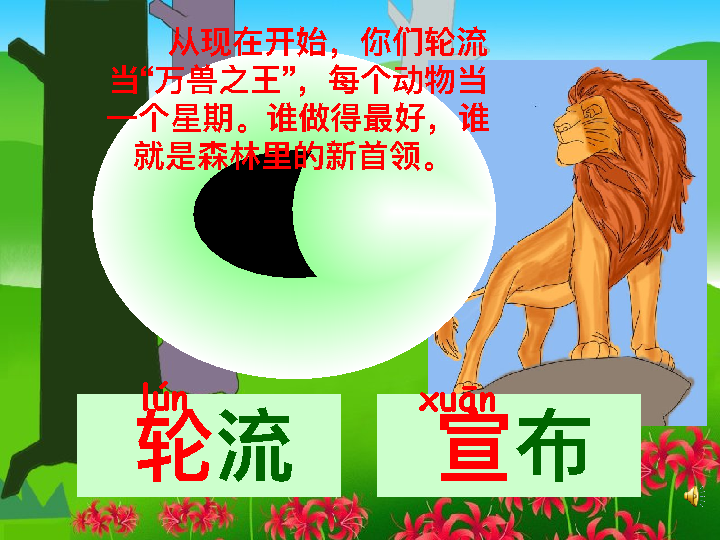 从现在开始，你们轮流
当“万兽之王”，每个动物当
一个星期。谁做得最好，谁
就是森林里的新首领。
lún xuān
轮流 宣布